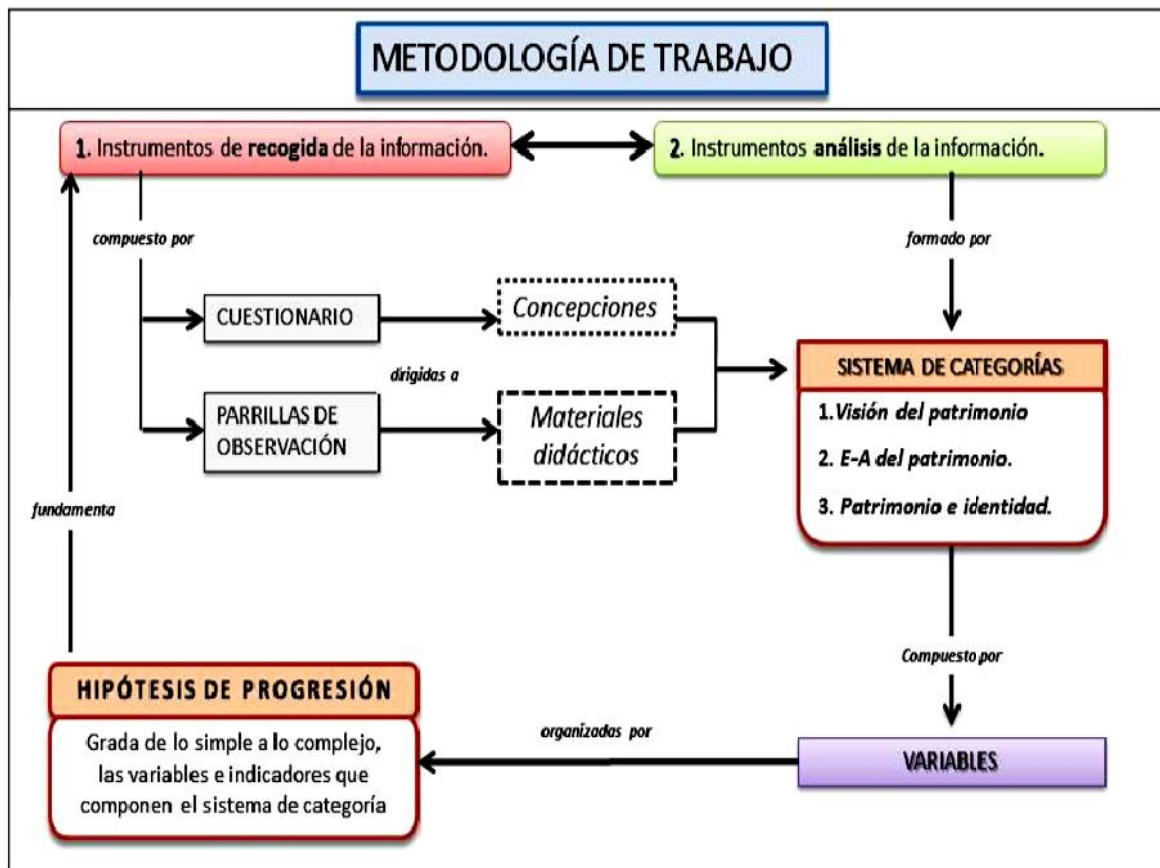 METODOLOGÍA DE TRABAJO
1. Instrumentos de recogida de la información.
2. Instrumentos análisis de la información.
compuesto por
formado por
CUESTIONARIO
Concepciones
dirigidas a
PARRILLAS DE
OBSERVACIÓN
Materiales
didácticos
SISTEMA DE CATEGORÍAS
1.Visión del patrimonio
2. E-A del patrimonio.
3. Patrimonio e identidad.
fundamenta
Compuesto por
HIPÓTESIS DE PROGRESIÓN
Grada de lo simple a lo complejo,
las variables e indicadores que
componen el sistema de categoría
organizadas por
VARIABLES